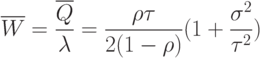 \overline{W} = \frac{\overline{Q}}{\lambda} = \frac{\rho\tau}{2(1-\rho)}(1 + \frac{\sigma^2}{\tau^2})